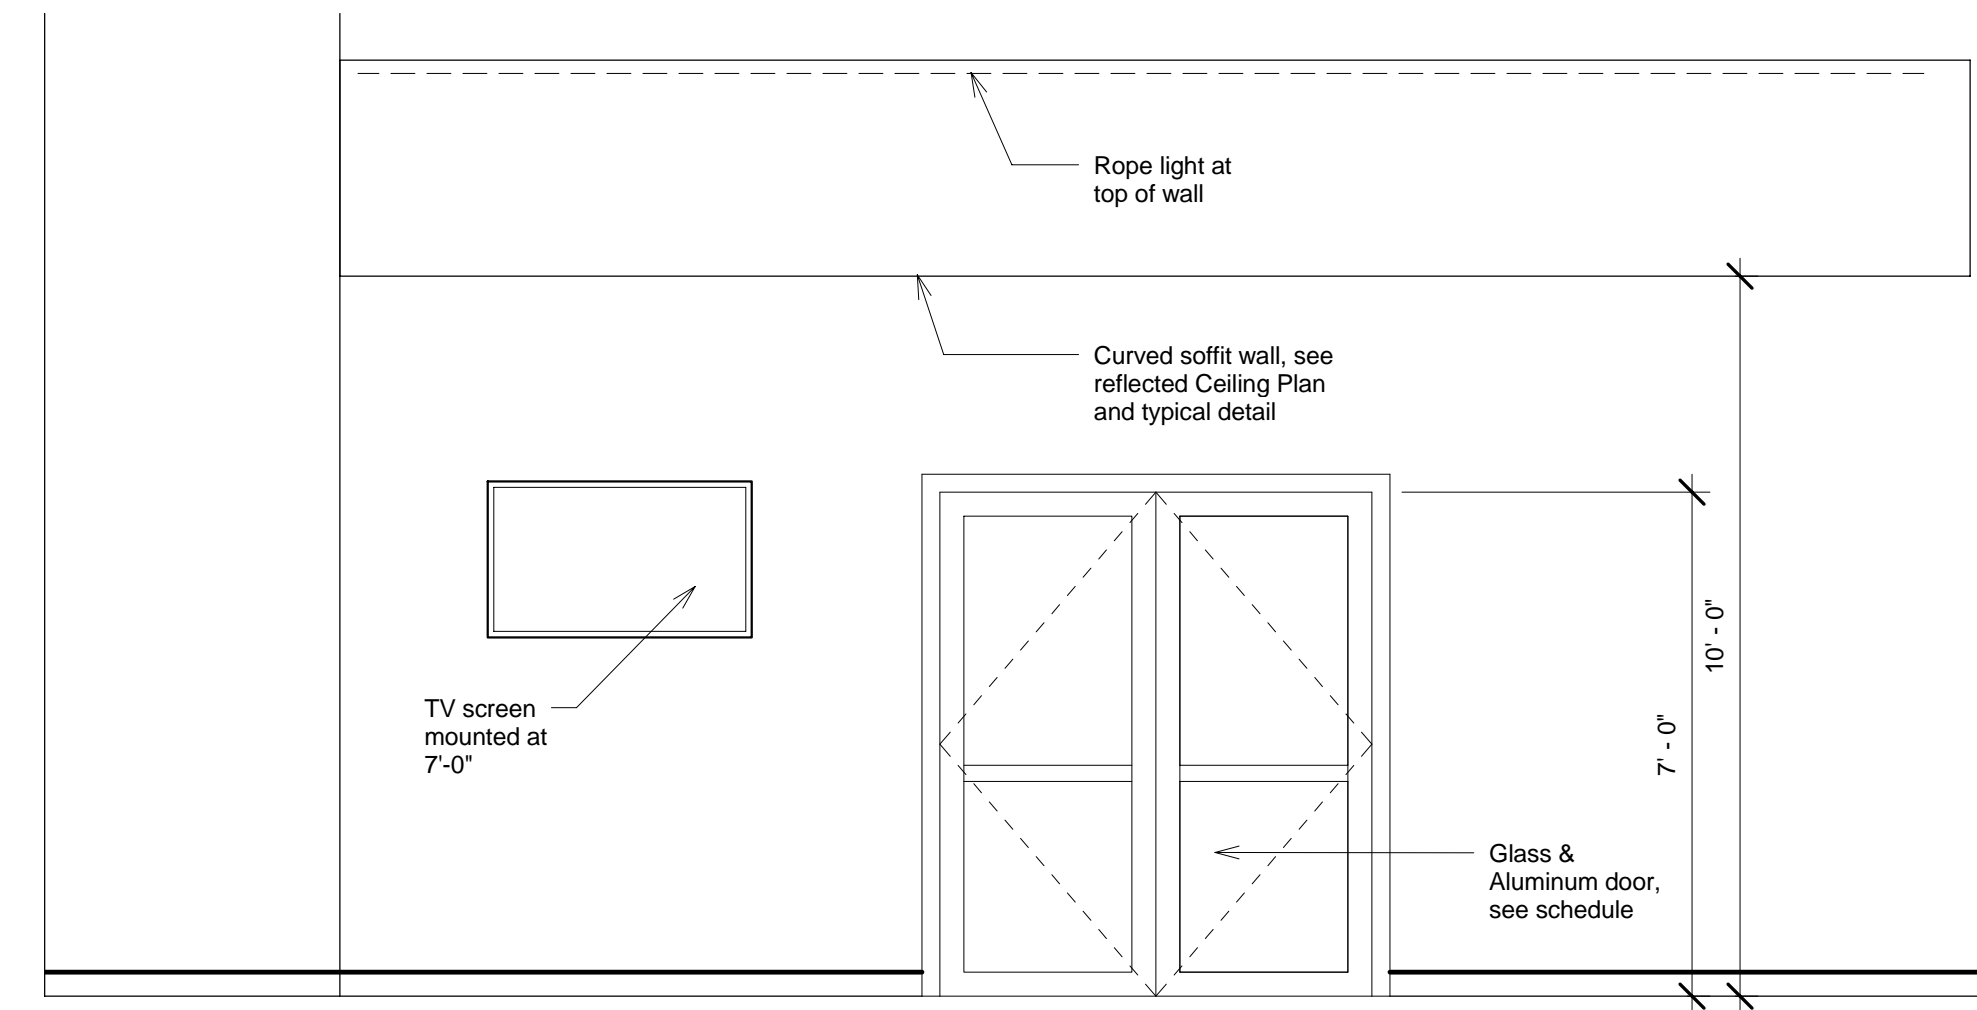 Rope light at
top of wall
Curved soffit wall, see
reflected Ceiling Plan
and typical detail
TV screen
mounted at
7'-0"
10' - 0"
7' - 0"
Glass &
Aluminum door,
see schedule